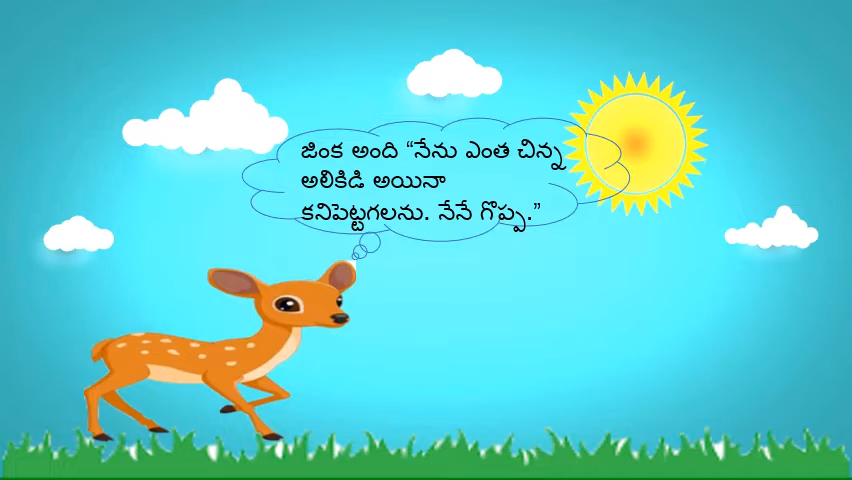 జింక అంది “నేను ఎంత చిన్న
అలికిడి అయినా
కనిపెట్టగలను. నేనే గొప్ప.”